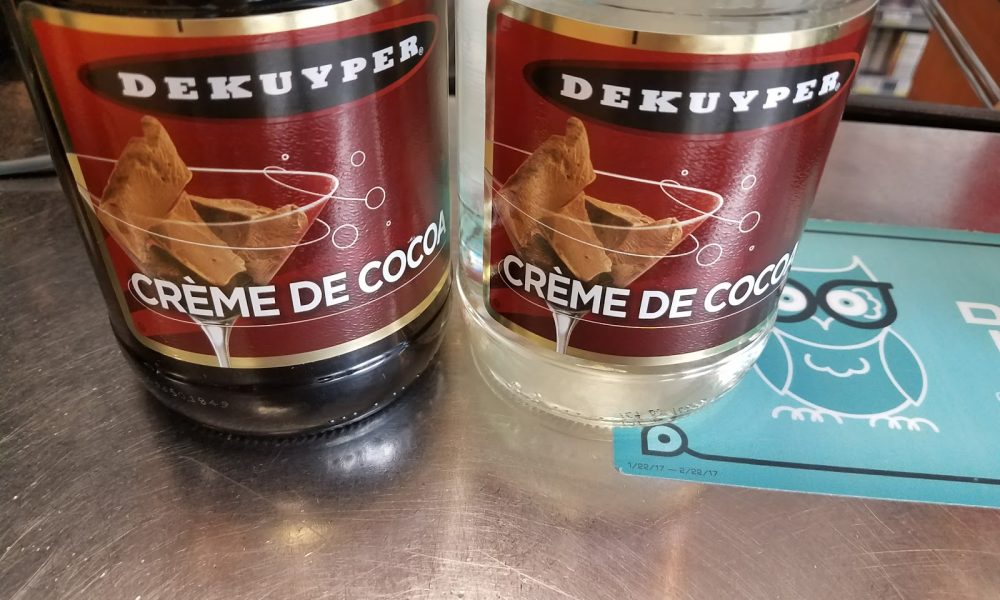 DEKUYPER®
CRÈME DE COCOA
DEKUYPER®
CRÈME DE COCOA
1/22/17 — 2/22/17